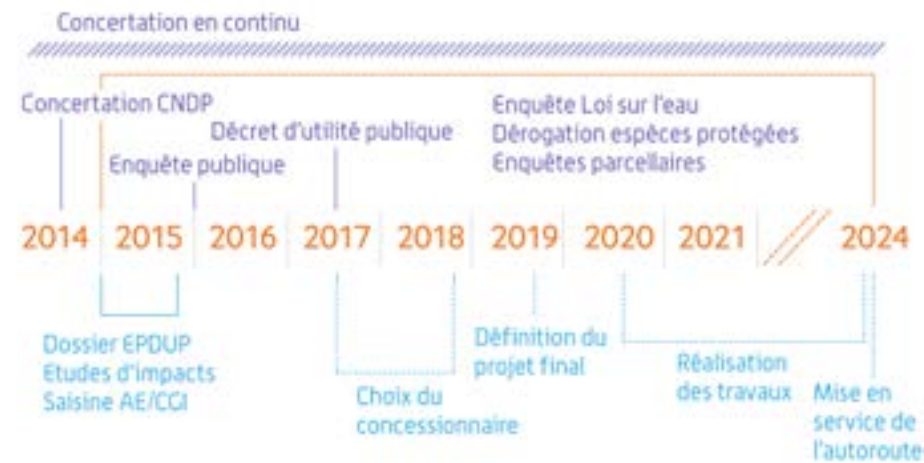 Concertation en continu
Concertation CNDP
Enquête Loi sur l'eau
Décret d'utilité publique
Dérogation espèces protégées
Enquête publique
Enquêtes parcellaires
2014 2015 2016 2017 2018 2019 2020 2021 2024
Dossier EPDUP
Etudes d'impacts
Saisine AE/CGI
Choix du
concessionnaire
Définition du
projet final
Réalisation
des travaux
Mise en
service de
l'autoroute